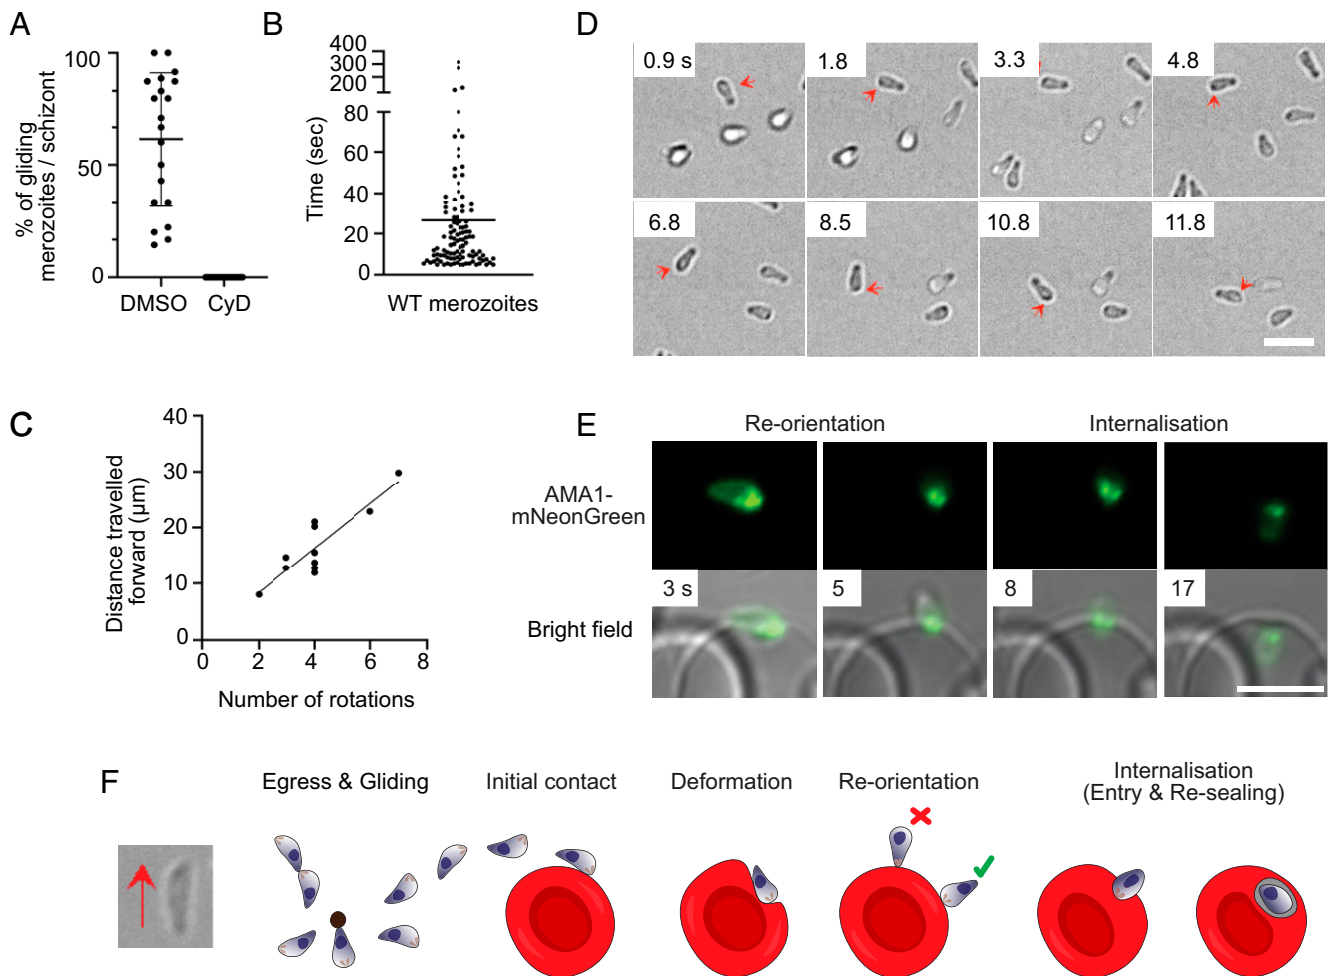 A
% of gliding
merozoites / schizont
100
50
0
DMSO
CyD
B
Time (sec)
400
300
200
80
60
40
20
0
WT merozoites
C
Distance travelled
forward (µm)
40
30
20
10
0
0
2
4
6
8
Number of rotations
D
0.9 s
1.8
3.3
4.8
6.8
8.5
10.8
11.8
E
Re-orientation
Internalisation
AMA1-
mNeonGreen
Bright field
3 s
5
8
17
F
Egress & Gliding
Initial contact
Deformation
Re-orientation
Internalisation
(Entry & Re-sealing)